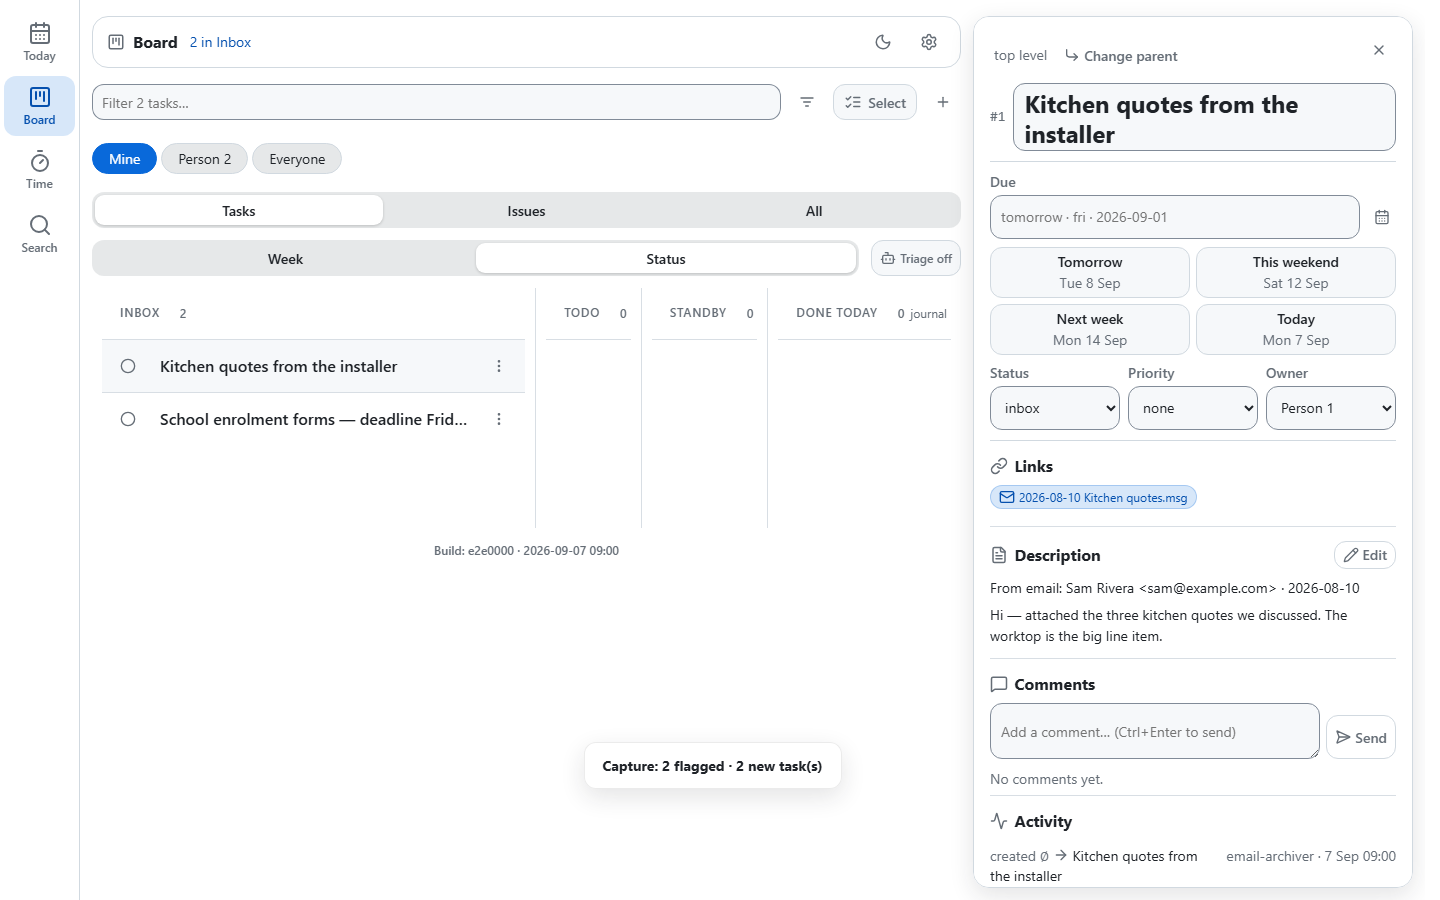 Today
Board
Time
Search
Board 2 in Inbox
Filter 2 tasks...
Select
Mine
Person 2
Everyone
Tasks
Issues
All
Week
Status
Triage off
INBOX 2
TODO 0
STANDBY 0
DONE TODAY 0 journal
Kitchen quotes from the installer
School enrolment forms — deadline Frid...
Build: e2e0000 · 2026-09-07 09:00
Capture: 2 flagged · 2 new task(s)
top level
Change parent
#1
Kitchen quotes from the
installer
Due
tomorrow · fri · 2026-09-01
Tomorrow
Tue 8 Sep
This weekend
Sat 12 Sep
Next week
Mon 14 Sep
Today
Mon 7 Sep
Status
Priority
Owner
inbox
none
Person 1
Links
2026-08-10 Kitchen quotes.msg
Description
Edit
From email: Sam Rivera <sam@example.com> · 2026-08-10
Hi — attached the three kitchen quotes we discussed. The
worktop is the big line item.
Comments
Add a comment... (Ctrl+Enter to send)
Send
No comments yet.
Activity
created ∅ → Kitchen quotes from
the installer
email-archiver · 7 Sep 09:00